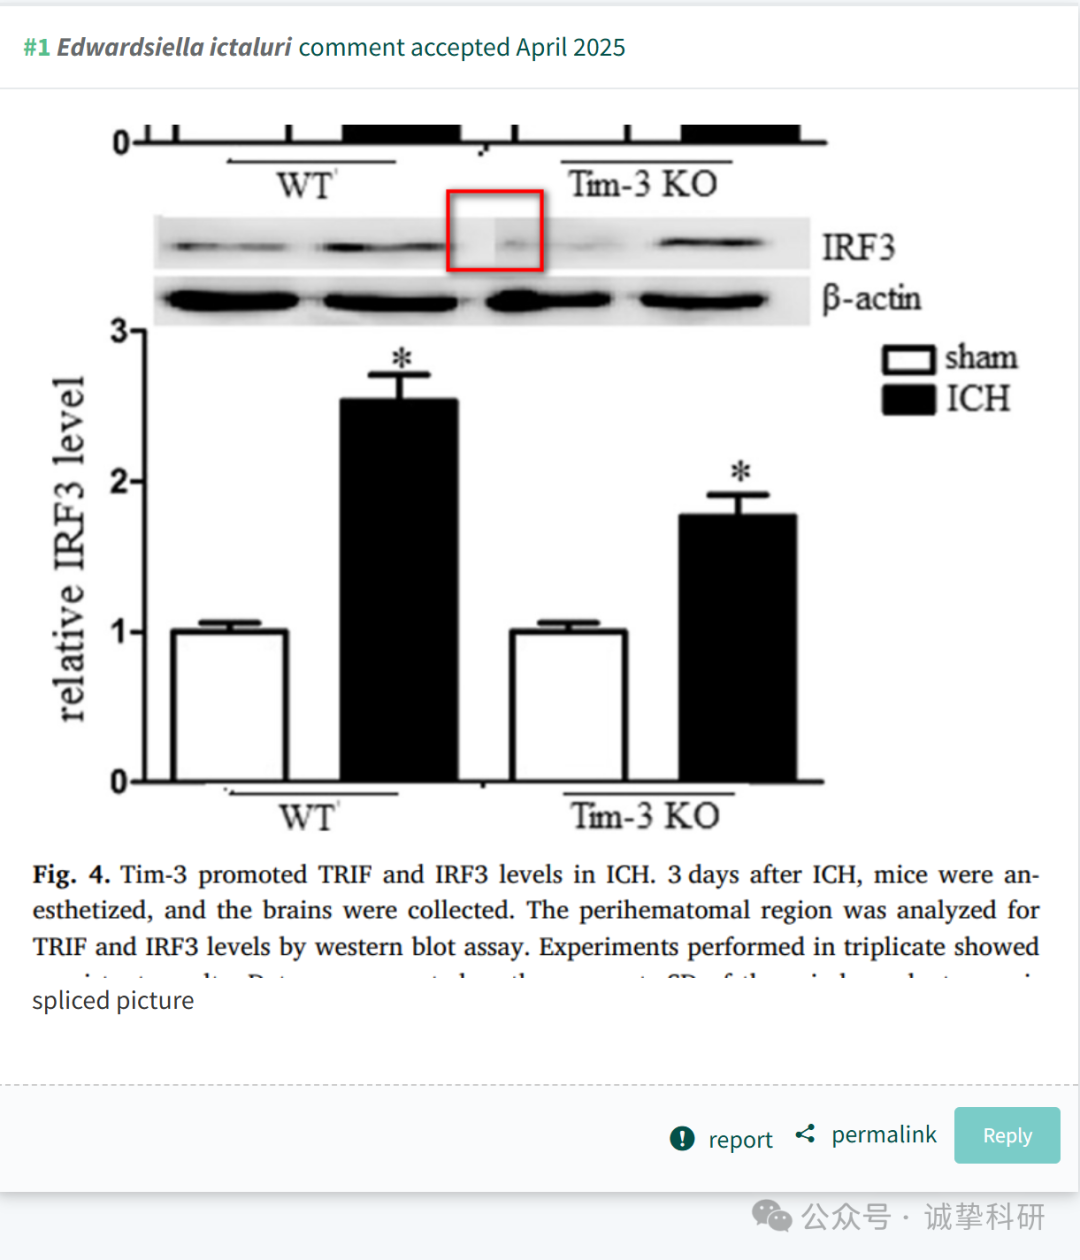 #1 Edwardsiella ictaluri comment accepted April 2025
0
WT
Tim-3 KO
IRF3
β-actin
3
2
1
0
relative IRF3 level
*
*
sham
ICH
WT
Tim-3 KO
Fig. 4. Tim-3 promoted TRIF and IRF3 levels in ICH. 3 days after ICH, mice were an-
esthetized, and the brains were collected. The perihematomal region was analyzed for
TRIF and IRF3 levels by western blot assay. Experiments performed in triplicate showed
spliced picture
report
permalink
Reply
公众号 · 诚挚科研